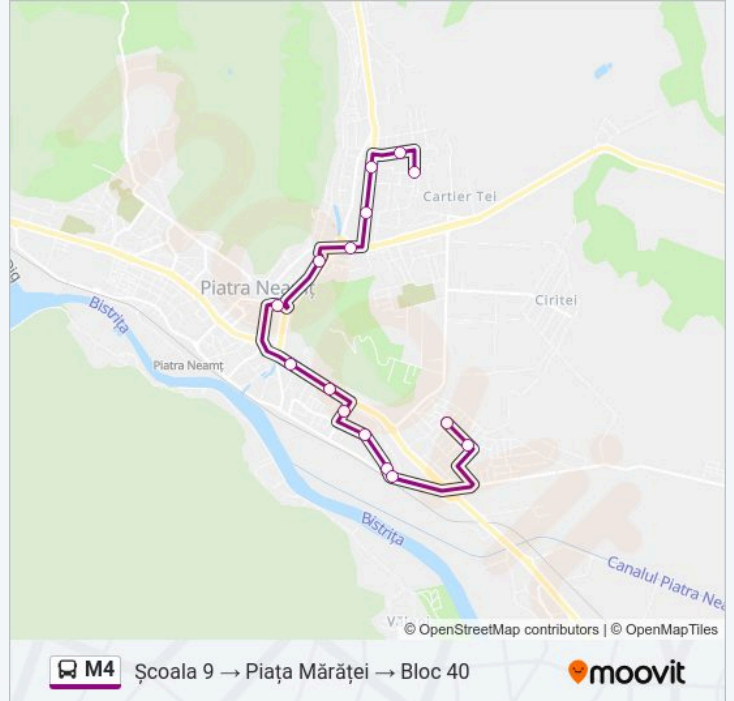 Cartier Tei
Piatra Neamț
Ciritei
Bistrița
Piatra Neamț
Bistrița
Canalul Piatra Nea
© OpenStreetMap contributors | © OpenMapTiles
M4 Școala 9 → Piața Mărăței → Bloc 40
moovit